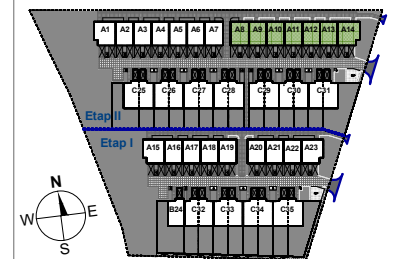 A1 A2 A3 A4 A5 A6 A7 A8 A9 A10 A11 A12 A13 A14
C25 C26 C27 C28 C29 C30 C31
Etap II
Etap I
A15 A16 A17 A18 A19 A20 A21 A22 A23
B24 C32 C33 C34 C35
N
W E
S